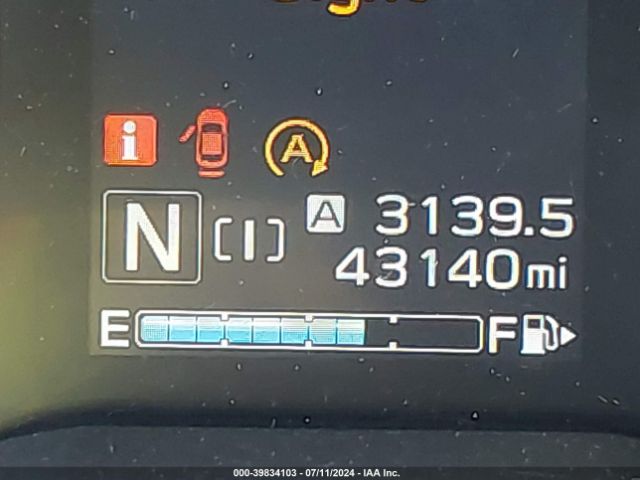 i A
N [I] A 3139.5
43140mi
E F
000-39834103 - 07/11/2024 - IAA Inc.